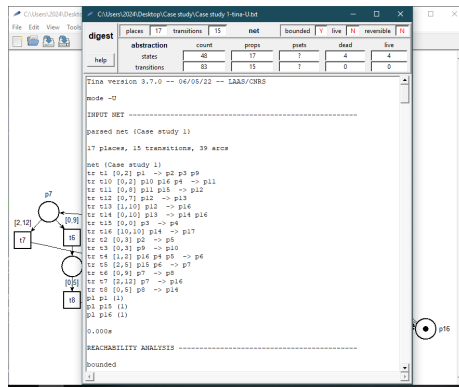 C:\Users\2024\Deskt
C:\Users\2024\Desktop\Case study\Case study 1-tina-U.txt
File Edit View Tools
digest places 17 transitions 15 net bounded Y live N reversible N
abstraction count props psets dead live
help states 48 17 ? 4 4
transitions 83 15 ? 0 0
Tina version 3.7.0 -- 06/05/22 -- LAAS/CNRS
mode -U
INPUT NET -------------------------------------------------------
parsed net {Case study 1}
17 places, 15 transitions, 39 arcs
net {Case study 1}
tr t1 [0,2] p1 -> p2 p3 p9
tr t10 [0,2] p10 p16 p4 -> p11
tr t11 [0,8] p11 p15 -> p12
tr t12 [0,7] p12 -> p13
tr t13 [1,10] p12 -> p16
tr t14 [0,10] p13 -> p14 p16
tr t15 [0,0] p3 -> p4
tr t16 [10,10] p14 -> p17
tr t2 [0,3] p2 -> p5
tr t3 [0,3] p9 -> p10
tr t4 [1,2] p16 p4 p5 -> p6
tr t5 [2,5] p15 p6 -> p7
tr t6 [0,9] p7 -> p8
tr t7 [2,12] p7 -> p16
tr t8 [0,5] p8 -> p14
pl p1 (1)
pl p15 (1)
pl p16 (1)
0.000s
REACHABILITY ANALYSIS -------------------------------------------
bounded
p7
[2,12]
[0,9]
t7
t6
[0,5]
t8
p16